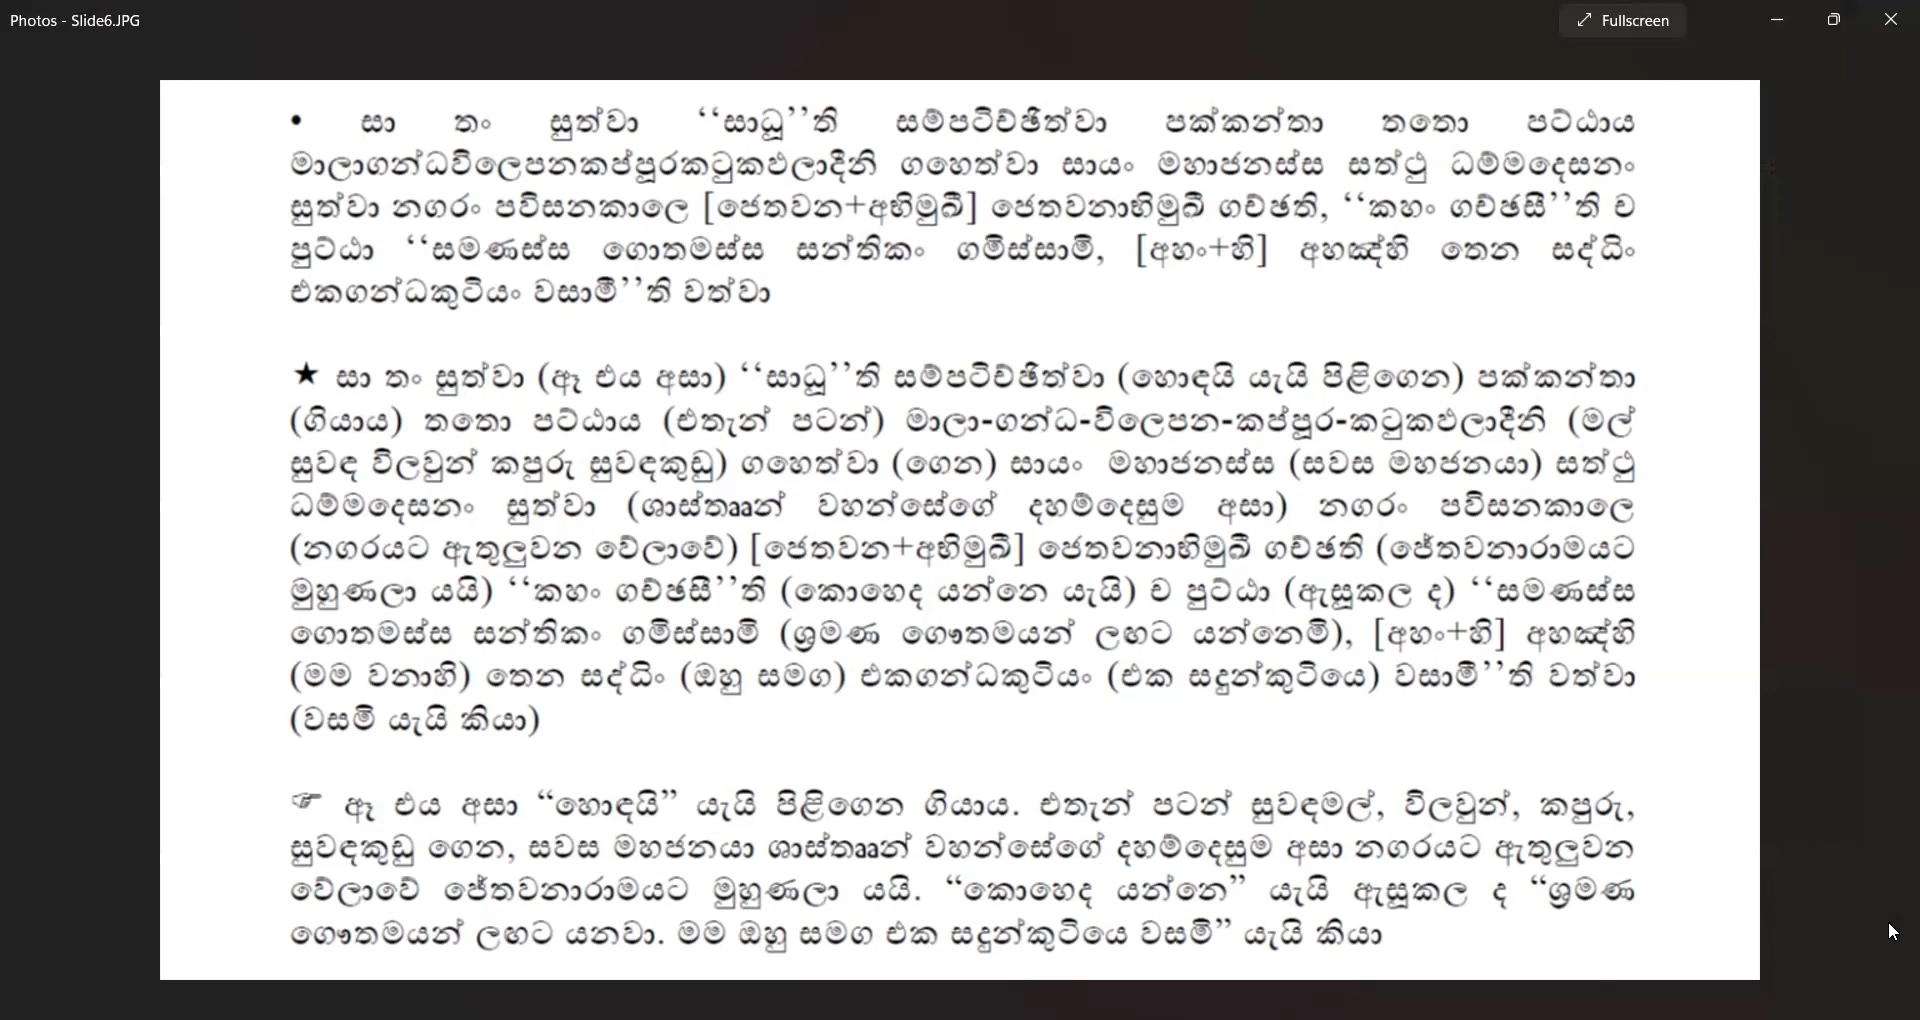 Photos - Slide6.JPG
Fullscreen
• සා තං සුත්වා ‘‘සාධූ’’ති සම්පටිච්ඡිත්වා පක්කන්තා තතො පට්ඨාය
මාලාගන්ධවිලෙපනකප්පූරකටුකඵලාදීනි ගහෙත්වා සායං මහාජනස්ස සත්ථු ධම්මදෙසනං
සුත්වා නගරං පවිසනකාලෙ [ජෙතවන+අභිමුඛී] ජෙතවනාභිමුඛී ගච්ඡති, ‘‘කහං ගච්ඡසී’’ති ච
පුට්ඨා ‘‘සමණස්ස ගොතමස්ස සන්තිකං ගමිස්සාමි, [අහං+හි] අහඤ්හි තෙන සද්ධිං
එකගන්ධකුටියං වසාමී’’ති වත්වා
★ සා තං සුත්වා (ඈ එය අසා) ‘‘සාධූ’’ති සම්පටිච්ඡිත්වා (හොඳයි යැයි පිළිගෙන) පක්කන්තා
(ගියාය) තතො පට්ඨාය (එතැන් පටන්) මාලා-ගන්ධ-විලෙපන-කප්පූර-කටුකඵලාදීනි (මල්
සුවඳ විලවුන් කපුරු සුවඳකුඩු) ගහෙත්වා (ගෙන) සායං මහාජනස්ස (සවස මහජනයා) සත්ථු
ධම්මදෙසනං සුත්වා (ශාස්තෲන් වහන්සේගේ දහම්දෙසුම අසා) නගරං පවිසනකාලෙ
(නගරයට ඇතුලුවන වේලාවේ) [ජෙතවන+අභිමුඛී] ජෙතවනාභිමුඛී ගච්ඡති (ජේතවනාරාමයට
මුහුණලා යයි) ‘‘කහං ගච්ඡසී’’ති (කොහෙද යන්නෙ යැයි) ච පුට්ඨා (ඇසූකල ද) ‘‘සමණස්ස
ගොතමස්ස සන්තිකං ගමිස්සාමි (ශ්‍රමණ ගෞතමයන් ලඟට යන්නෙමි), [අහං+හි] අහඤ්හි
(මම වනාහි) තෙන සද්ධිං (ඔහු සමග) එකගන්ධකුටියං (එක සඳුන්කුටියෙ) වසාමී’’ති වත්වා
(වසමි යැයි කියා)
☞ ඈ එය අසා “හොඳයි” යැයි පිළිගෙන ගියාය. එතැන් පටන් සුවඳමල්, විලවුන්, කපුරු,
සුවඳකුඩු ගෙන, සවස මහජනයා ශාස්තෲන් වහන්සේගේ දහම්දෙසුම අසා නගරයට ඇතුලුවන
වේලාවේ ජේතවනාරාමයට මුහුණලා යයි. “කොහෙද යන්නෙ” යැයි ඇසූකල ද “ශ්‍රමණ
ගෞතමයන් ලඟට යනවා. මම ඔහු සමග එක සඳුන්කුටියෙ වසමි” යැයි කියා